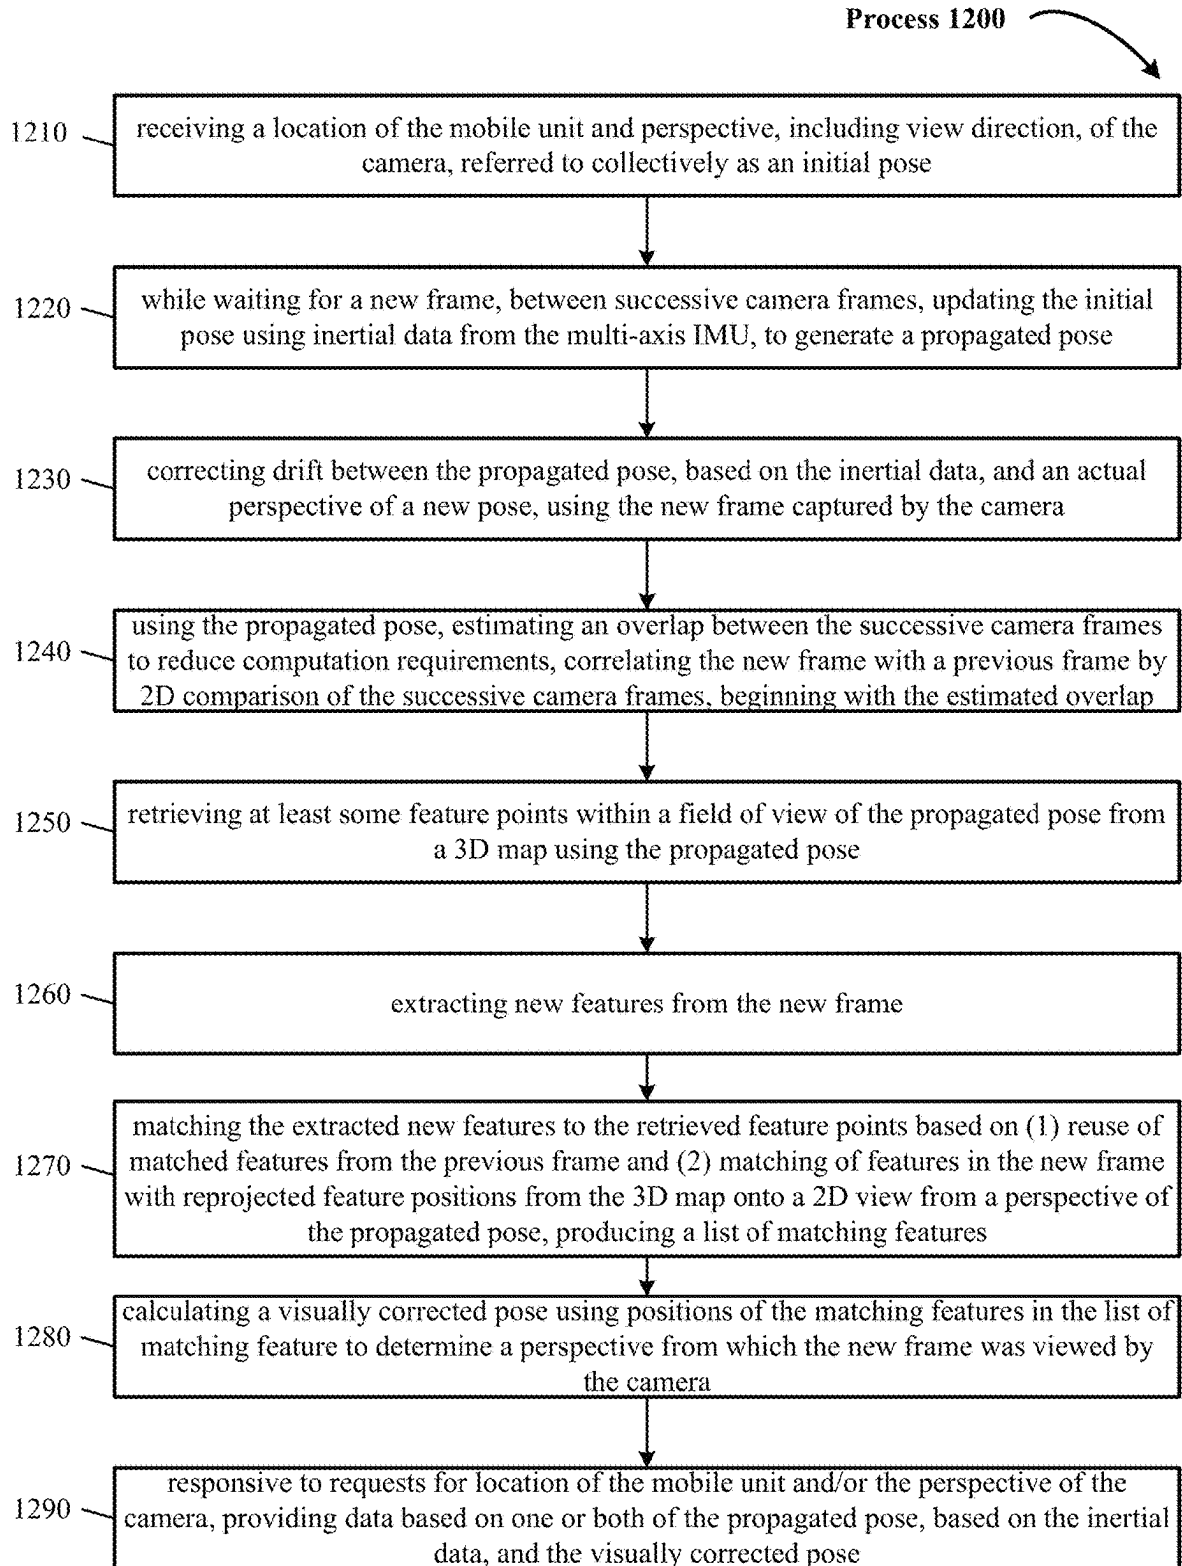 Process 1200
1210
receiving a location of the mobile unit and perspective, including view direction, of the
camera, referred to collectively as an initial pose
1220
while waiting for a new frame, between successive camera frames, updating the initial
pose using inertial data from the multi-axis IMU, to generate a propagated pose
1230
correcting drift between the propagated pose, based on the inertial data, and an actual
perspective of a new pose, using the new frame captured by the camera
1240
using the propagated pose, estimating an overlap between the successive camera frames
to reduce computation requirements, correlating the new frame with a previous frame by
2D comparison of the successive camera frames, beginning with the estimated overlap
1250
retrieving at least some feature points within a field of view of the propagated pose from
a 3D map using the propagated pose
1260
extracting new features from the new frame
1270
matching the extracted new features to the retrieved feature points based on (1) reuse of
matched features from the previous frame and (2) matching of features in the new frame
with reprojected feature positions from the 3D map onto a 2D view from a perspective of
the propagated pose, producing a list of matching features
1280
calculating a visually corrected pose using positions of the matching features in the list of
matching feature to determine a perspective from which the new frame was viewed by
the camera
1290
responsive to requests for location of the mobile unit and/or the perspective of the
camera, providing data based on one or both of the propagated pose, based on the inertial
data, and the visually corrected pose